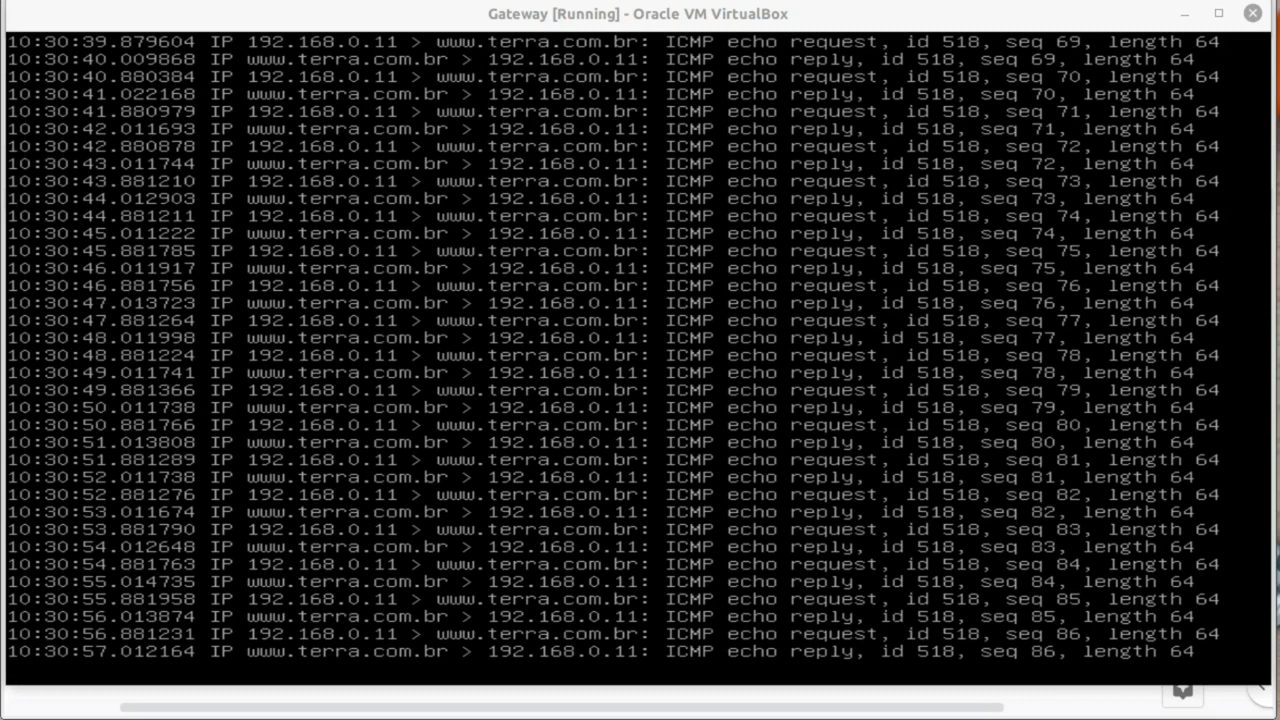 Gateway [Running] - Oracle VM VirtualBox
10:30:39.879604 IP 192.168.0.11 > www.terra.com.br: ICMP echo request, id 518, seq 69, length 64
10:30:40.009868 IP www.terra.com.br > 192.168.0.11: ICMP echo reply, id 518, seq 69, length 64
10:30:40.880384 IP 192.168.0.11 > www.terra.com.br: ICMP echo request, id 518, seq 70, length 64
10:30:41.022168 IP www.terra.com.br > 192.168.0.11: ICMP echo reply, id 518, seq 70, length 64
10:30:41.880979 IP 192.168.0.11 > www.terra.com.br: ICMP echo request, id 518, seq 71, length 64
10:30:42.011693 IP www.terra.com.br > 192.168.0.11: ICMP echo reply, id 518, seq 71, length 64
10:30:42.880878 IP 192.168.0.11 > www.terra.com.br: ICMP echo request, id 518, seq 72, length 64
10:30:43.011744 IP www.terra.com.br > 192.168.0.11: ICMP echo reply, id 518, seq 72, length 64
10:30:43.881210 IP 192.168.0.11 > www.terra.com.br: ICMP echo request, id 518, seq 73, length 64
10:30:44.012903 IP www.terra.com.br > 192.168.0.11: ICMP echo reply, id 518, seq 73, length 64
10:30:44.881211 IP 192.168.0.11 > www.terra.com.br: ICMP echo request, id 518, seq 74, length 64
10:30:45.011222 IP www.terra.com.br > 192.168.0.11: ICMP echo reply, id 518, seq 74, length 64
10:30:45.881785 IP 192.168.0.11 > www.terra.com.br: ICMP echo request, id 518, seq 75, length 64
10:30:46.011917 IP www.terra.com.br > 192.168.0.11: ICMP echo reply, id 518, seq 75, length 64
10:30:46.881756 IP 192.168.0.11 > www.terra.com.br: ICMP echo request, id 518, seq 76, length 64
10:30:47.013723 IP www.terra.com.br > 192.168.0.11: ICMP echo reply, id 518, seq 76, length 64
10:30:47.881264 IP 192.168.0.11 > www.terra.com.br: ICMP echo request, id 518, seq 77, length 64
10:30:48.011998 IP www.terra.com.br > 192.168.0.11: ICMP echo reply, id 518, seq 77, length 64
10:30:48.881224 IP 192.168.0.11 > www.terra.com.br: ICMP echo request, id 518, seq 78, length 64
10:30:49.011741 IP www.terra.com.br > 192.168.0.11: ICMP echo reply, id 518, seq 78, length 64
10:30:49.881366 IP 192.168.0.11 > www.terra.com.br: ICMP echo request, id 518, seq 79, length 64
10:30:50.011738 IP www.terra.com.br > 192.168.0.11: ICMP echo reply, id 518, seq 79, length 64
10:30:50.881766 IP 192.168.0.11 > www.terra.com.br: ICMP echo request, id 518, seq 80, length 64
10:30:51.013808 IP www.terra.com.br > 192.168.0.11: ICMP echo reply, id 518, seq 80, length 64
10:30:51.881289 IP 192.168.0.11 > www.terra.com.br: ICMP echo request, id 518, seq 81, length 64
10:30:52.011738 IP www.terra.com.br > 192.168.0.11: ICMP echo reply, id 518, seq 81, length 64
10:30:52.881276 IP 192.168.0.11 > www.terra.com.br: ICMP echo request, id 518, seq 82, length 64
10:30:53.011674 IP www.terra.com.br > 192.168.0.11: ICMP echo reply, id 518, seq 82, length 64
10:30:53.881790 IP 192.168.0.11 > www.terra.com.br: ICMP echo request, id 518, seq 83, length 64
10:30:54.012648 IP www.terra.com.br > 192.168.0.11: ICMP echo reply, id 518, seq 83, length 64
10:30:54.881763 IP 192.168.0.11 > www.terra.com.br: ICMP echo request, id 518, seq 84, length 64
10:30:55.014735 IP www.terra.com.br > 192.168.0.11: ICMP echo reply, id 518, seq 84, length 64
10:30:55.881958 IP 192.168.0.11 > www.terra.com.br: ICMP echo request, id 518, seq 85, length 64
10:30:56.013874 IP www.terra.com.br > 192.168.0.11: ICMP echo reply, id 518, seq 85, length 64
10:30:56.881231 IP 192.168.0.11 > www.terra.com.br: ICMP echo request, id 518, seq 86, length 64
10:30:57.012164 IP www.terra.com.br > 192.168.0.11: ICMP echo reply, id 518, seq 86, length 64